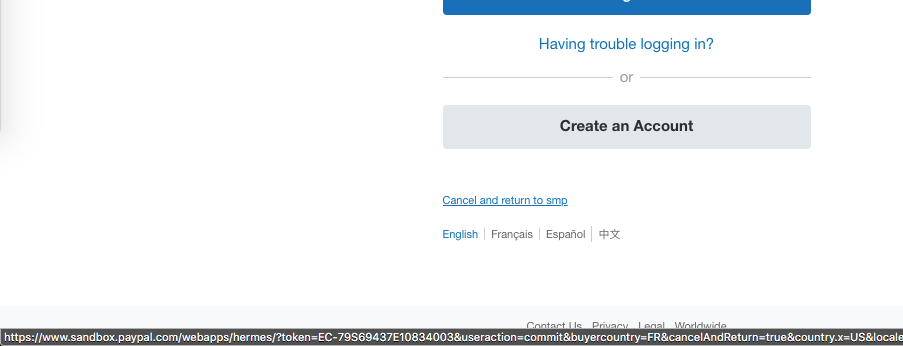 Having trouble logging in?
or
Create an Account
Cancel and return to smp
English Français Español 中文
Contact Us Privacy Legal Worldwide
https://www.sandbox.paypal.com/webapps/hermes/?token=EC-79S69437E10834003&useraction=commit&buyercountry=FR&cancelAndReturn=true&country.x=US&locale